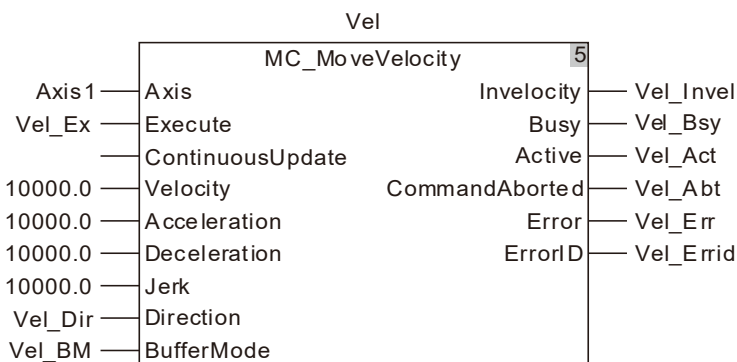 Vel
MC_MoveVelocity 5
Axis1 Axis Invelocity Vel_Invel
Vel_Ex Execute Busy Vel_Bsy
ContinuousUpdate Active Vel_Act
10000.0 Velocity CommandAborted Vel_Abt
10000.0 Acceleration Error Vel_Err
10000.0 Deceleration ErrorID Vel_Errid
10000.0 Jerk
Vel_Dir Direction
Vel_BM BufferMode